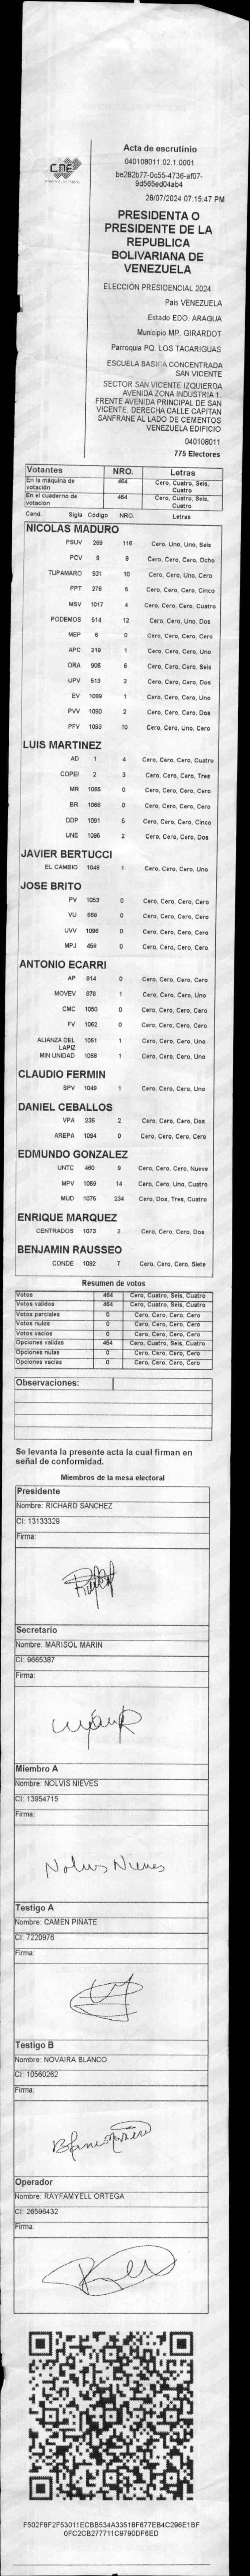 CNE
Acta de escrutinio
040108011.02.1.0001
be282b77-0c55-4736-af07-
9d565ed04ab4
28/07/2024 07:15:47 PM
PRESIDENTA O
PRESIDENTE DE LA
REPUBLICA
BOLIVARIANA DE
VENEZUELA
ELECCIÓN PRESIDENCIAL 2024
Pais VENEZUELA
Estado EDO. ARAGUA
Municipio MP. GIRARDOT
Parroquia PQ. LOS TACARIGUAS
ESCUELA BASICA CONCENTRADA
SAN VICENTE
SECTOR SAN VICENTE IZQUIERDA
AVENIDA ZONA INDUSTRIA 1.
FRENTE AVENIDA PRINCIPAL DE SAN
VICENTE. DERECHA CALLE CAPITAN
SANFRANE AL LADO DE CEMENTOS
VENEZUELA EDIFICIO
040108011
775 Electores
Votantes NRO. Letras
En la máquina de votación 464 Cero, Cuatro, Seis, Cuatro
En el cuaderno de votación 464 Cero, Cuatro, Seis, Cuatro
Cand. Sigla Código NRO. Letras
NICOLAS MADURO
PSUV 269 116 Cero, Uno, Uno, Seis
PCV 9 8 Cero, Cero, Cero, Ocho
TUPAMARO 931 10 Cero, Cero, Uno, Cero
PPT 276 5 Cero, Cero, Cero, Cinco
MSV 1017 4 Cero, Cero, Cero, Cuatro
PODEMOS 514 12 Cero, Cero, Uno, Dos
MEP 6 0 Cero, Cero, Cero, Cero
APC 219 1 Cero, Cero, Cero, Uno
ORA 906 6 Cero, Cero, Cero, Seis
UPV 613 2 Cero, Cero, Cero, Dos
EV 1089 1 Cero, Cero, Cero, Uno
PVV 1090 2 Cero, Cero, Cero, Dos
PFV 1093 10 Cero, Cero, Uno, Cero
LUIS MARTINEZ
AD 1 4 Cero, Cero, Cero, Cuatro
COPEI 2 3 Cero, Cero, Cero, Tres
MR 1065 0 Cero, Cero, Cero, Cero
BR 1066 0 Cero, Cero, Cero, Cero
DDP 1091 5 Cero, Cero, Cero, Cinco
UNE 1095 2 Cero, Cero, Cero, Dos
JAVIER BERTUCCI
EL CAMBIO 1048 1 Cero, Cero, Cero, Uno
JOSE BRITO
PV 1053 0 Cero, Cero, Cero, Cero
VU 868 0 Cero, Cero, Cero, Cero
UVV 1096 0 Cero, Cero, Cero, Cero
MPJ 458 0 Cero, Cero, Cero, Cero
ANTONIO ECARRI
AP 814 0 Cero, Cero, Cero, Cero
MOVEV 878 1 Cero, Cero, Cero, Uno
CMC 1050 0 Cero, Cero, Cero, Cero
FV 1062 0 Cero, Cero, Cero, Cero
ALIANZA DEL LAPIZ 1051 1 Cero, Cero, Cero, Uno
MIN UNIDAD 1068 1 Cero, Cero, Cero, Uno
CLAUDIO FERMIN
SPV 1049 1 Cero, Cero, Cero, Uno
DANIEL CEBALLOS
VPA 236 2 Cero, Cero, Cero, Dos
AREPA 1094 0 Cero, Cero, Cero, Cero
EDMUNDO GONZALEZ
UNTC 460 9 Cero, Cero, Cero, Nueve
MPV 1069 14 Cero, Cero, Uno, Cuatro
MUD 1075 234 Cero, Dos, Tres, Cuatro
ENRIQUE MARQUEZ
CENTRADOS 1073 2 Cero, Cero, Cero, Dos
BENJAMIN RAUSSEO
CONDE 1092 7 Cero, Cero, Cero, Siete
Resumen de votos
Votos 464 Cero, Cuatro, Seis, Cuatro
Votos validos 464 Cero, Cuatro, Seis, Cuatro
Votos parciales 0 Cero, Cero, Cero, Cero
Votos nulos 0 Cero, Cero, Cero, Cero
Votos vacios 0 Cero, Cero, Cero, Cero
Opciones validas 464 Cero, Cuatro, Seis, Cuatro
Opciones nulas 0 Cero, Cero, Cero, Cero
Opciones vacias 0 Cero, Cero, Cero, Cero
Observaciones:
Se levanta la presente acta la cual firman en
señal de conformidad.
Miembros de la mesa electoral
Presidente
Nombre: RICHARD SANCHEZ
CI: 13133329
Firma:
Secretario
Nombre: MARISOL MARIN
CI: 9665387
Firma:
Miembro A
Nombre: NOLVIS NIEVES
CI: 13954715
Firma:
Nolvis Nieves
Testigo A
Nombre: CAMEN PIÑATE
CI: 7220976
Firma:
Testigo B
Nombre: NOVAIRA BLANCO
CI: 10560262
Firma:
Operador
Nombre: RAYFAMYELL ORTEGA
CI: 26596432
Firma:
F502F8F2F53011ECBB534A33518F677EB4C296E1BF
0FC2CB277711C9790DF6ED